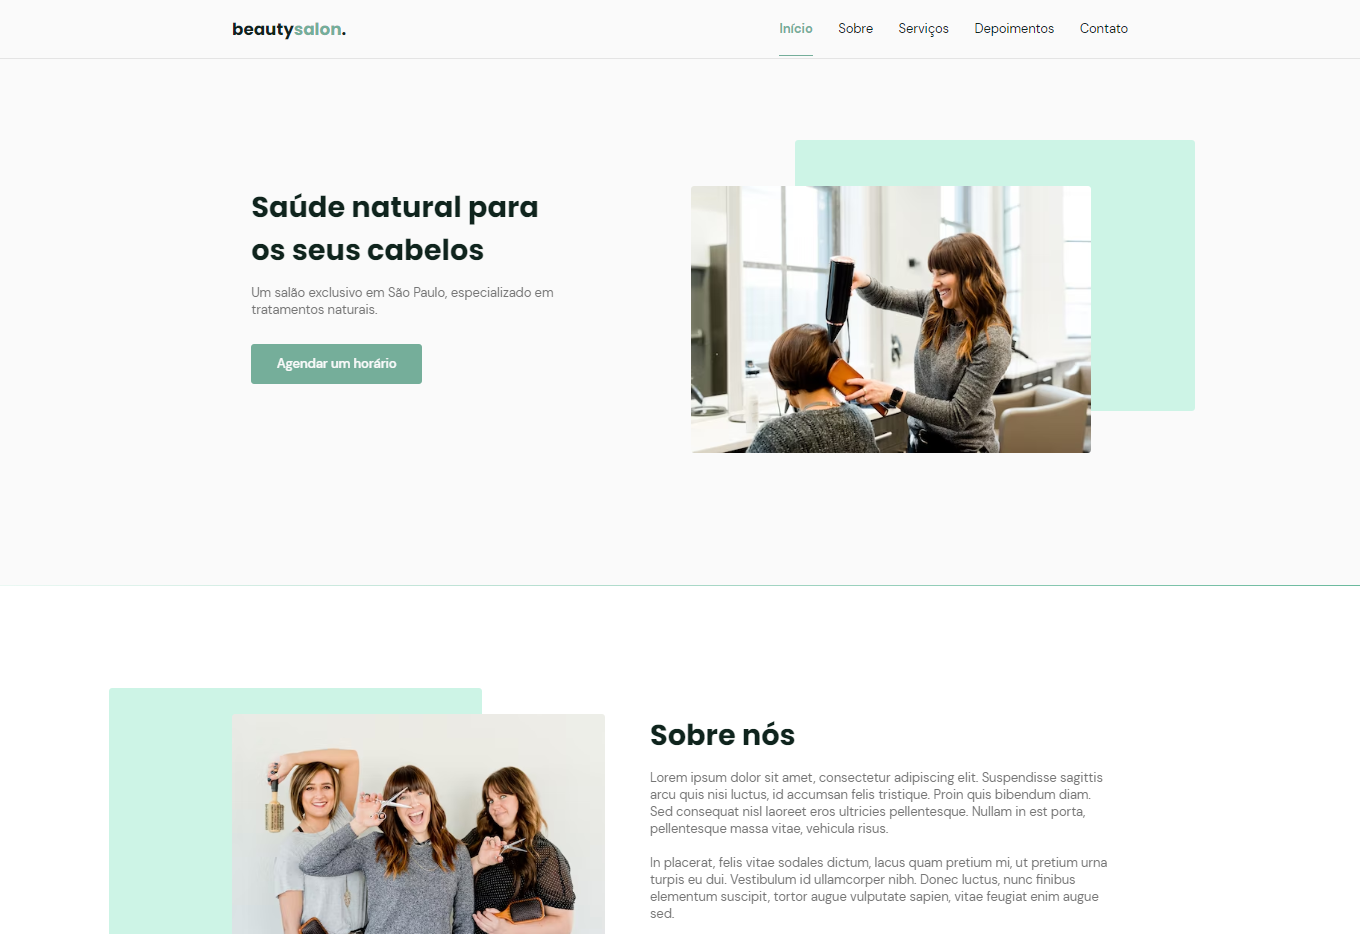 beautysalon.
Início Sobre Serviços Depoimentos Contato
Saúde natural para
os seus cabelos
Um salão exclusivo em São Paulo, especializado em
tratamentos naturais.
Agendar um horário
Sobre nós
Lorem ipsum dolor sit amet, consectetur adipiscing elit. Suspendisse sagittis
arcu quis nisi luctus, id accumsan felis tristique. Proin quis bibendum diam.
Sed consequat nisl laoreet eros ultricies pellentesque. Nullam in est porta,
pellentesque massa vitae, vehicula risus.
In placerat, felis vitae sodales dictum, lacus quam pretium mi, ut pretium urna
turpis eu dui. Vestibulum id ullamcorper nibh. Donec luctus, nunc finibus
elementum suscipit, tortor augue vulputate sapien, vitae feugiat enim augue
sed.